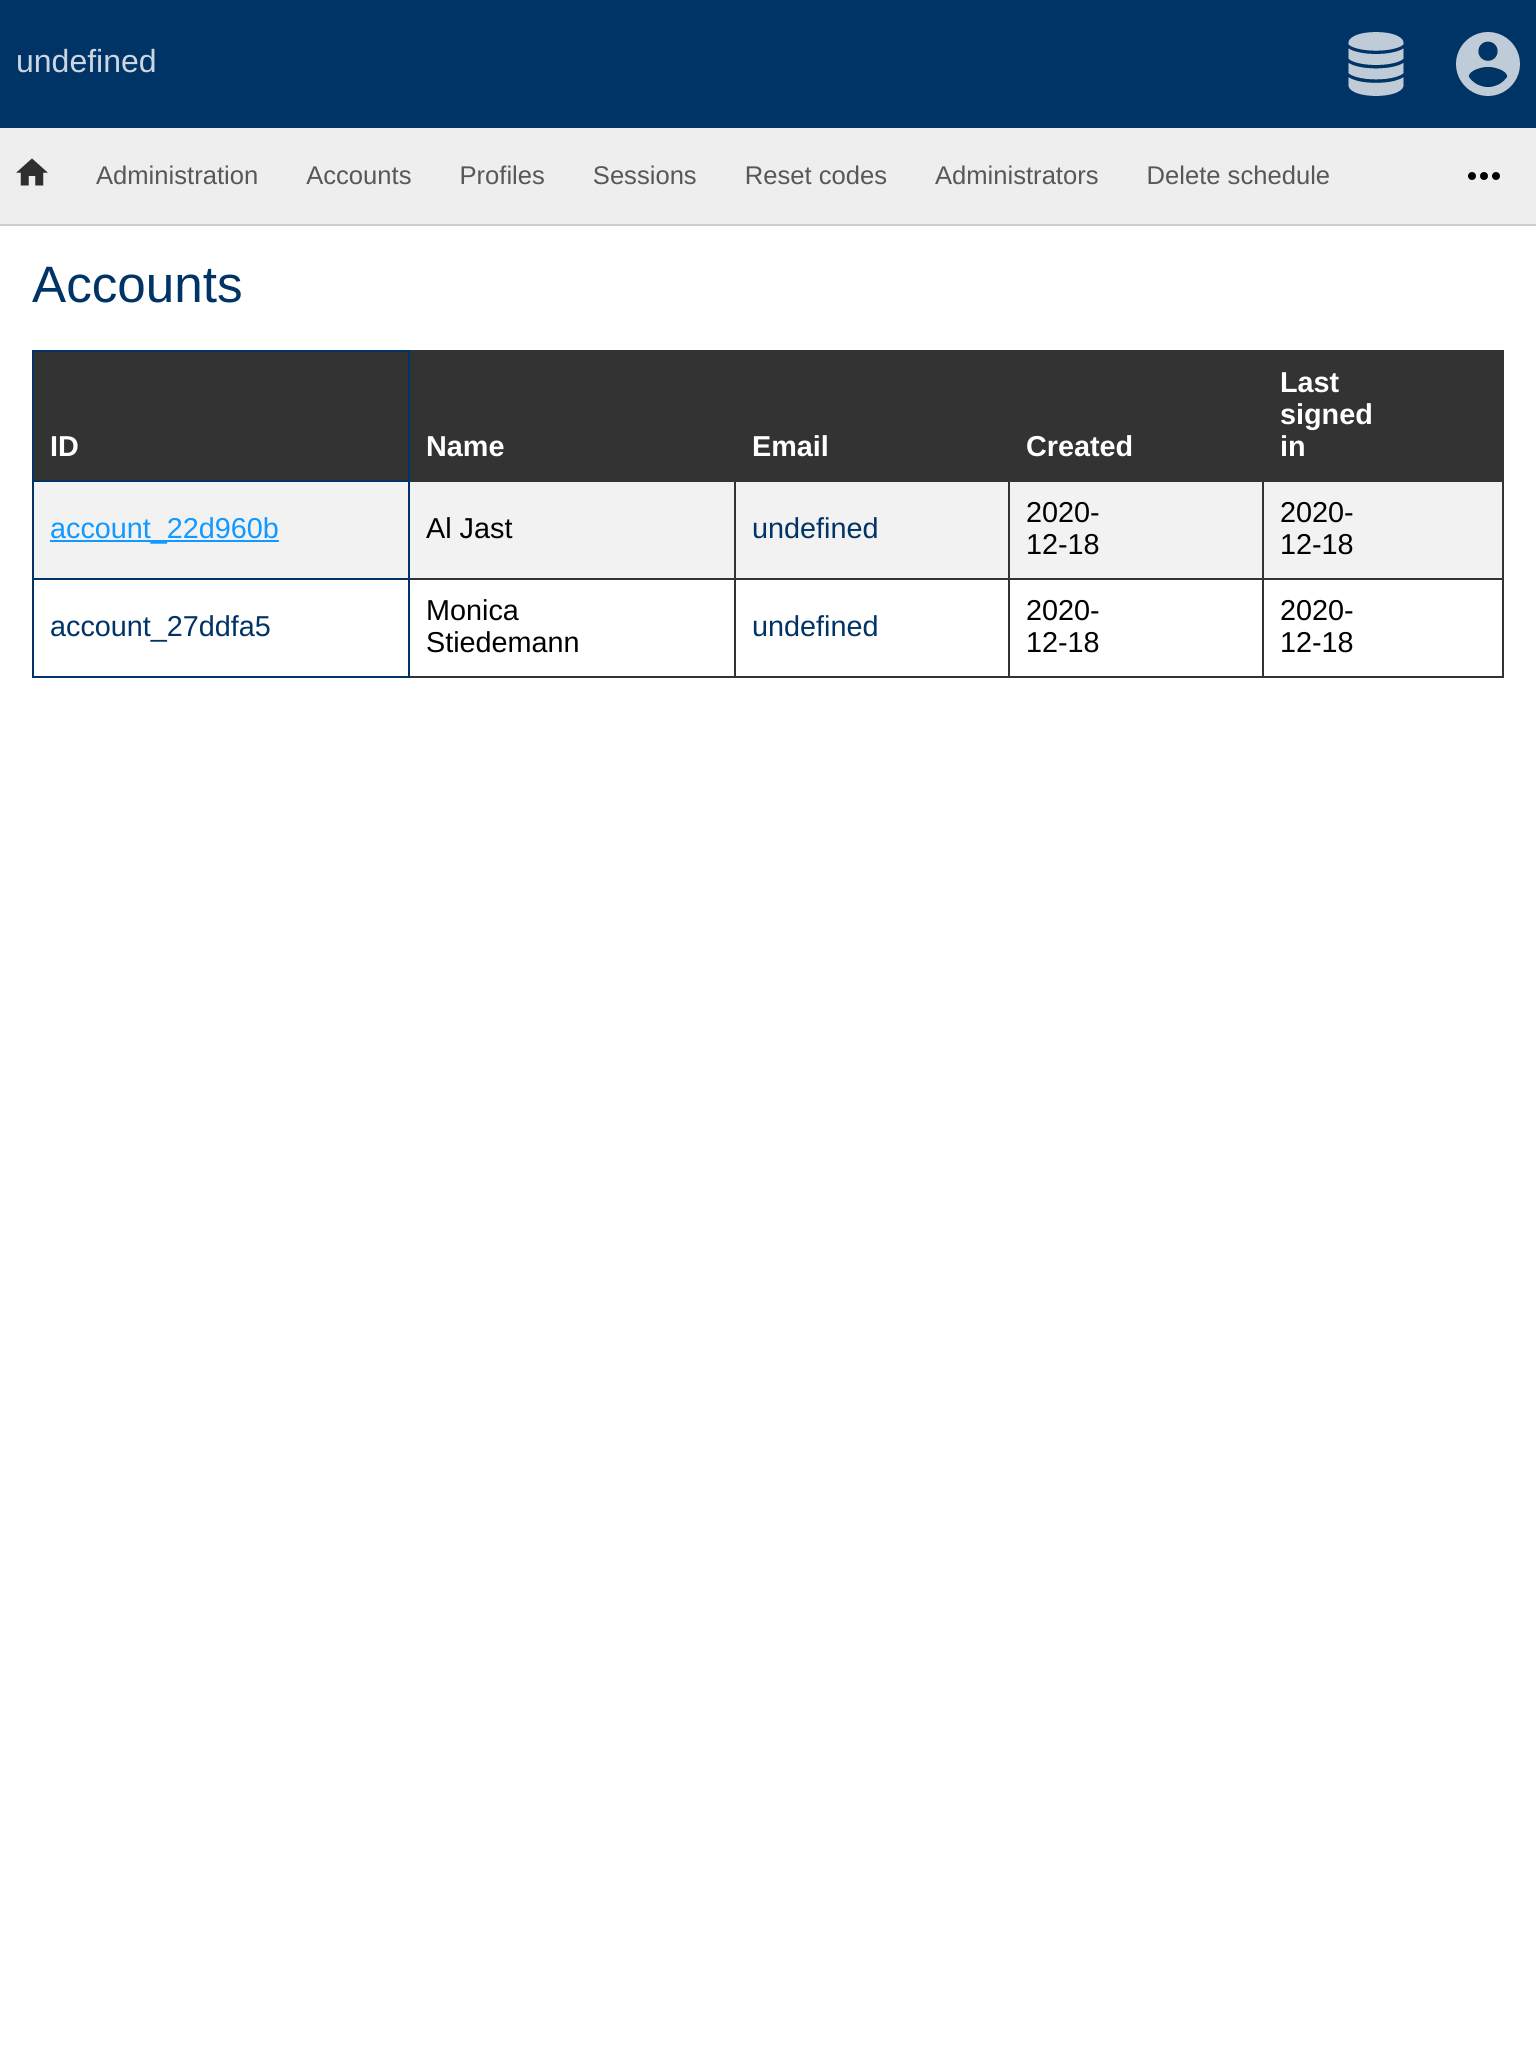 undefined
Administration Accounts Profiles Sessions Reset codes Administrators Delete schedule
Accounts
ID Name Email Created Last signed in
account_22d960b Al Jast undefined 2020-12-18 2020-12-18
account_27ddfa5 Monica Stiedemann undefined 2020-12-18 2020-12-18